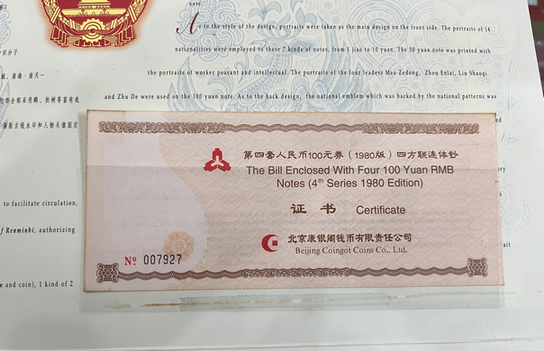 note.
As to the style of the design, portraits were taken as the main design on the front side. The portraits of 14
nationalities were employed to these 7 kinds of notes, from 1 jiao to 10 yuan. The 50 yuan note was printed with
the portraits of worker peasant and intellectual. The portraits of the four leaders Mao Zedong, Zhou Enlai, Liu Shaoqi
and Zhu De were used on the 100 yuan note. As to the back design, the national emblem which was backed by the national patterns was
识分子
第四套人民币100元券（1980版）四方联连体钞
The Bill Enclosed With Four 100 Yuan RMB
Notes (4th Series 1980 Edition)
证书 Certificate
北京康银阁钱币有限责任公司
Beijing Coingot Coins Co., Ltd.
Nº 007927
to facilitate circulation,
of Renminbi, authorizing
and coin), 1 kind of 2